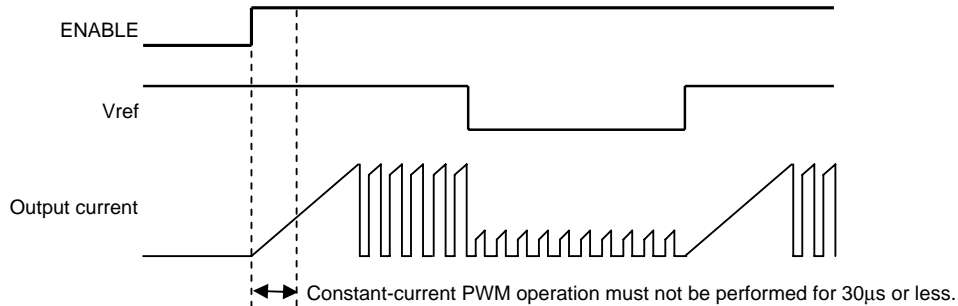 ENABLE
Vref
Output current
Constant-current PWM operation must not be performed for 30μs or less.